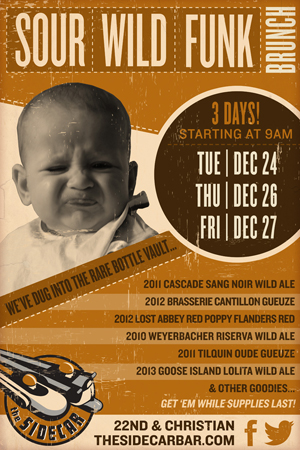 SOUR WILD FUNK BRUNCH
3 DAYS!
STARTING AT 9AM
TUE | DEC 24
THU | DEC 26
FRI | DEC 27
WE'VE DUG INTO THE RARE BOTTLE VAULT...
2011 CASCADE SANG NOIR WILD ALE
2012 BRASSERIE CANTILLON GUEUZE
2012 LOST ABBEY RED POPPY FLANDERS RED
2010 WEYERBACHER RISERVA WILD ALE
2011 TILQUIN OUDE GUEUZE
2013 GOOSE ISLAND LOLITA WILD ALE
& OTHER GOODIES...
GET 'EM WHILE SUPPLIES LAST!
the SIDECAR
22ND & CHRISTIAN
THESIDECARBAR.COM